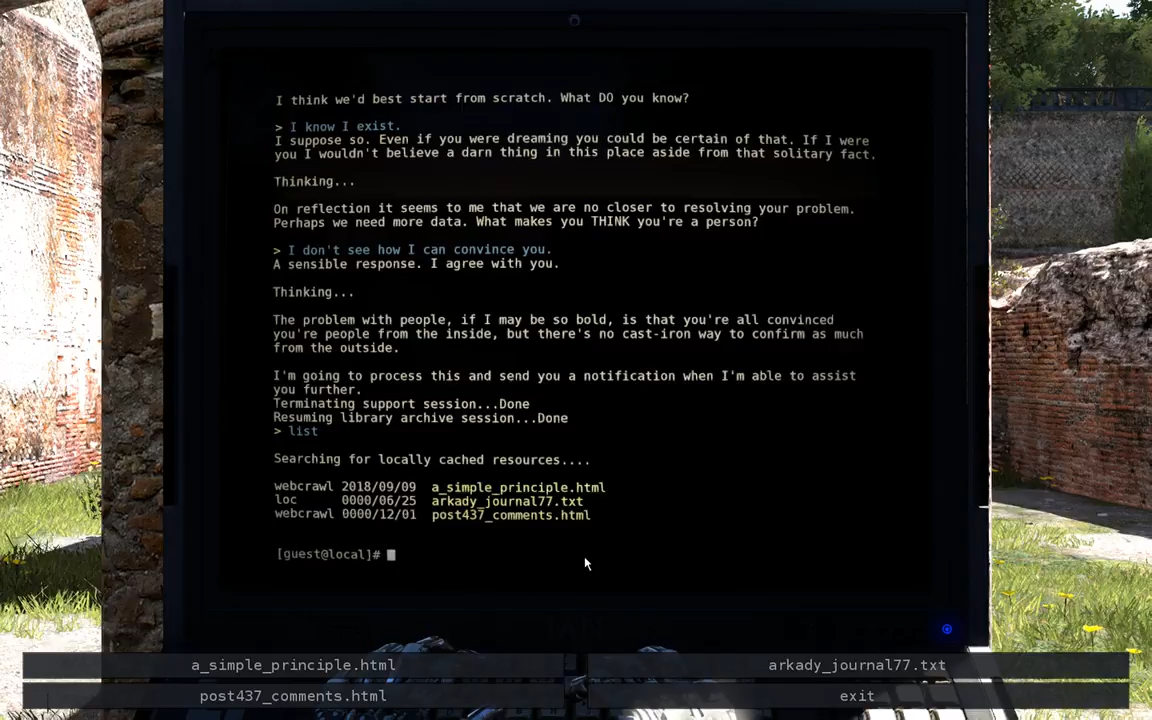 I think we'd best start from scratch. What DO you know?
> I know I exist.
I suppose so. Even if you were dreaming you could be certain of that. If I were
you I wouldn't believe a darn thing in this place aside from that solitary fact.
Thinking...
On reflection it seems to me that we are no closer to resolving your problem.
Perhaps we need more data. What makes you THINK you're a person?
> I don't see how I can convince you.
A sensible response. I agree with you.
Thinking...
The problem with people, if I may be so bold, is that you're all convinced
you're people from the inside, but there's no cast-iron way to confirm as much
from the outside.
I'm going to process this and send you a notification when I'm able to assist
you further.
Terminating support session...Done
Resuming library archive session...Done
> list
Searching for locally cached resources....
webcrawl 2018/09/09 a_simple_principle.html
loc 0000/06/25 arkady_journal77.txt
webcrawl 0000/12/01 post437_comments.html
[guest@local]#
a_simple_principle.html
arkady_journal77.txt
post437_comments.html
exit